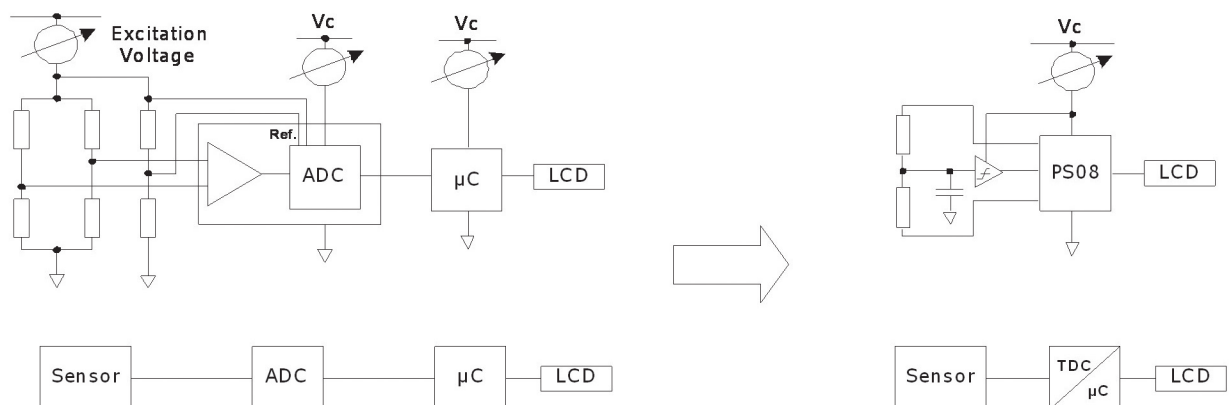 Excitation
Voltage
Vc
Vc
Vc
Ref.
ADC
µC
LCD
PS08
LCD
Sensor
ADC
µC
LCD
Sensor
TDC
µC
LCD